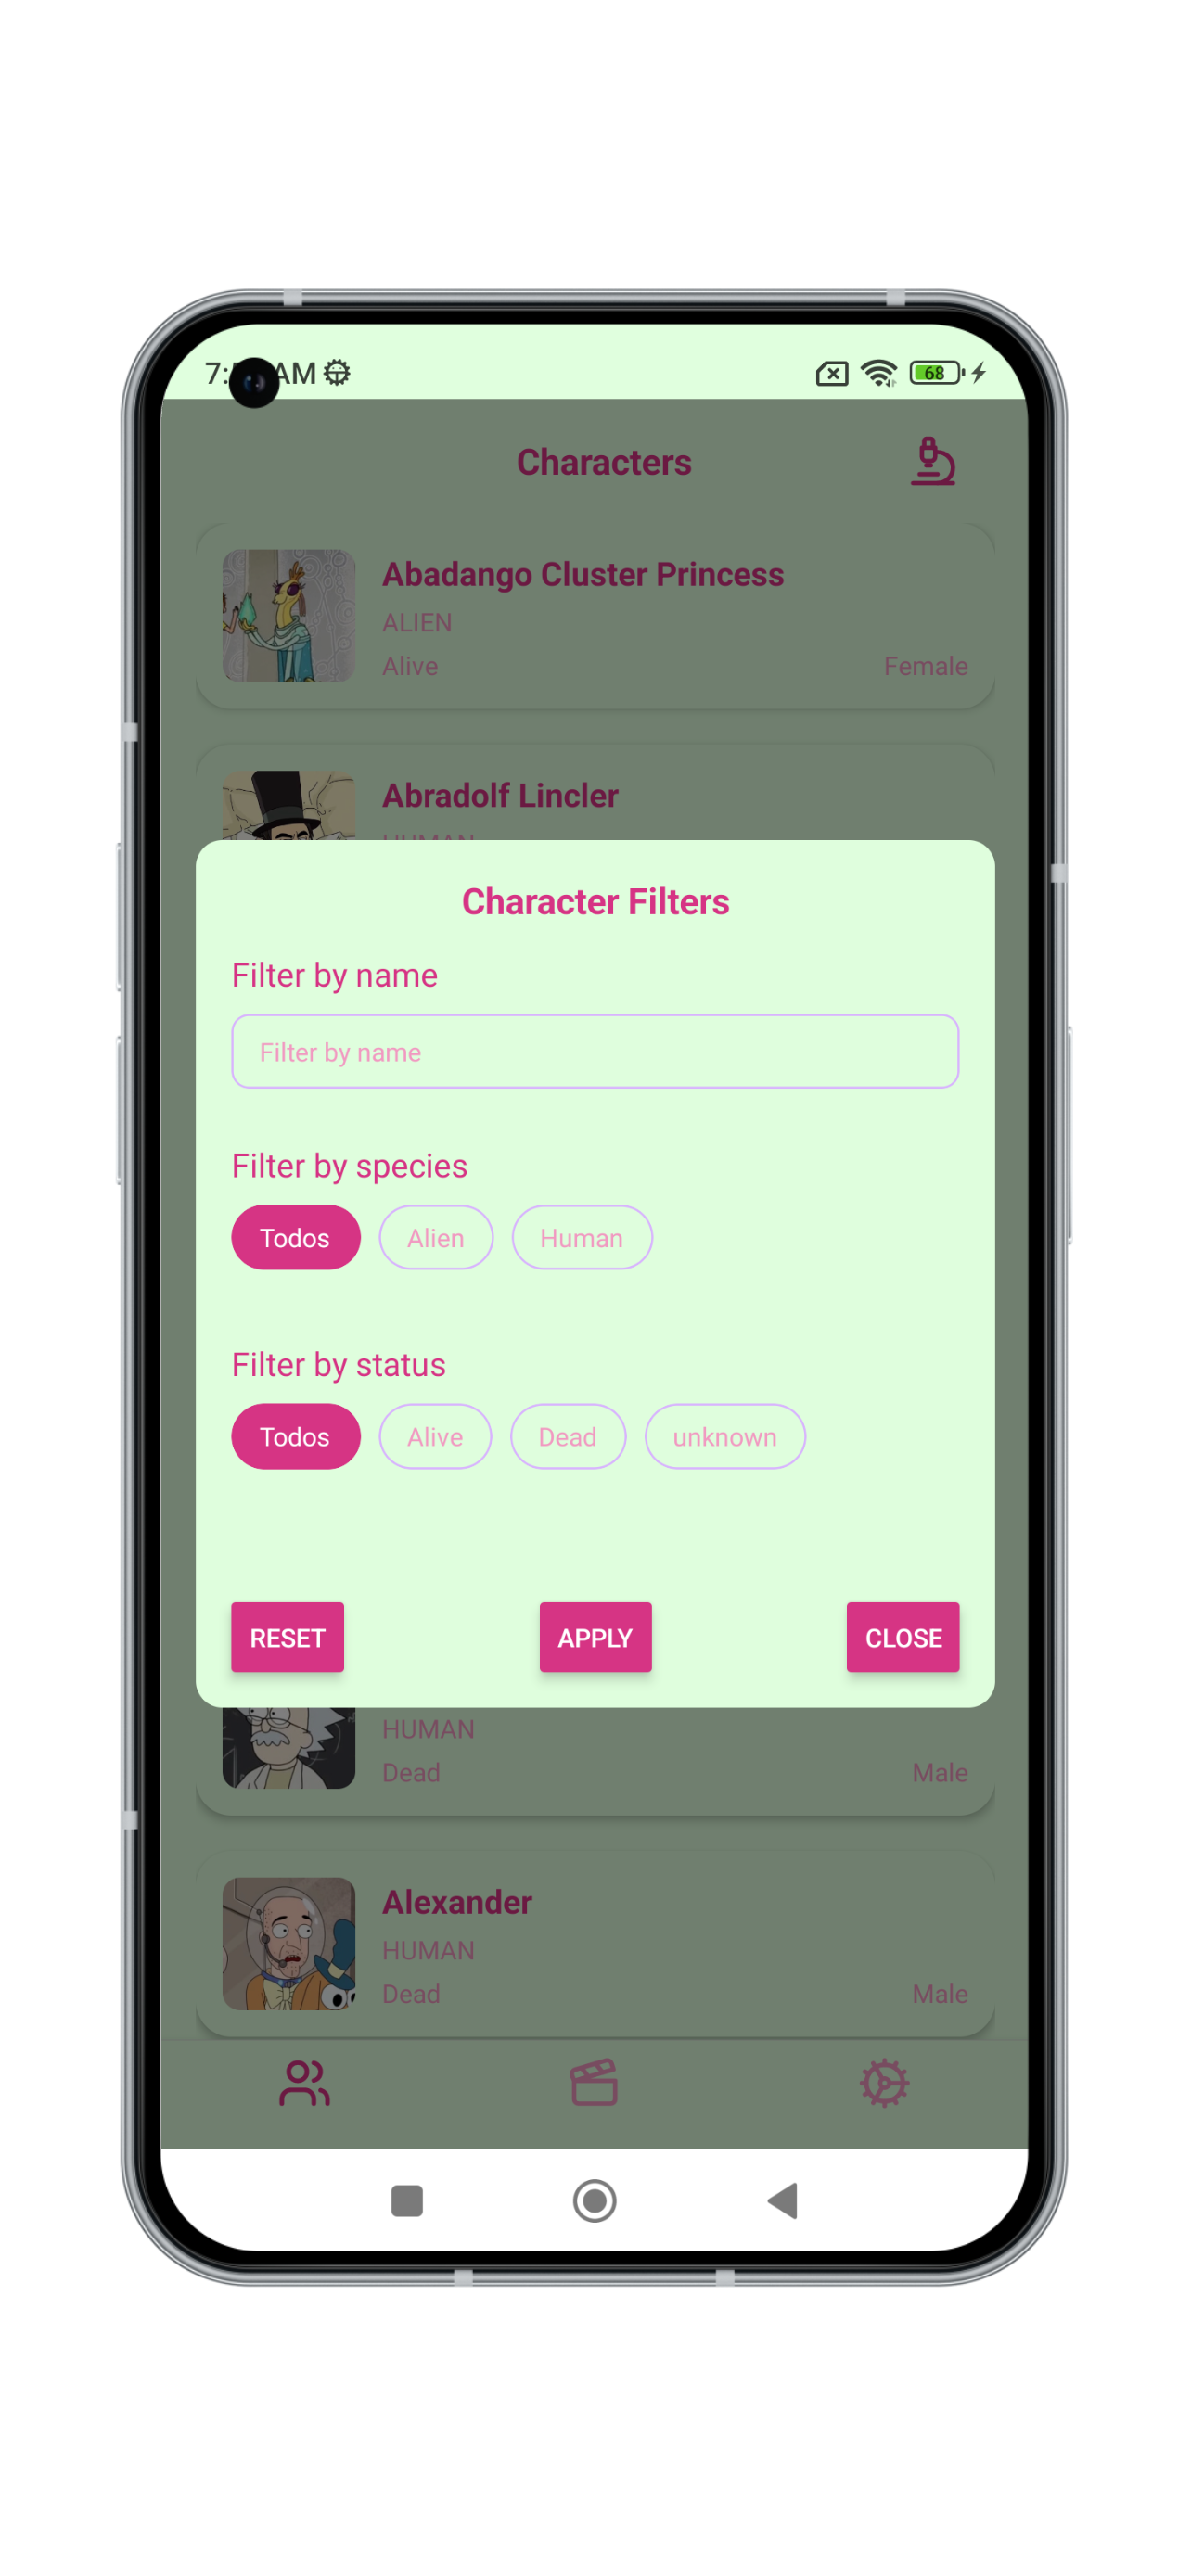 AM
68
Characters
Abadango Cluster Princess
ALIEN
Alive Female
Abradolf Lincler
HUMAN
Character Filters
Filter by name
Filter by name
Filter by species
Todos Alien Human
Filter by status
Todos Alive Dead unknown
RESET APPLY CLOSE
HUMAN
Dead Male
Alexander
HUMAN
Dead Male